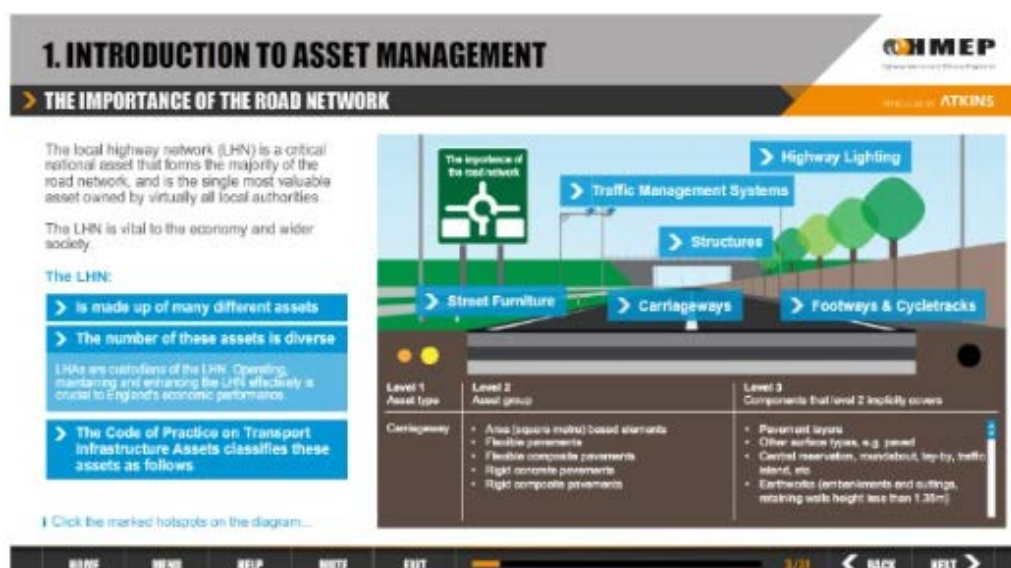 1. INTRODUCTION TO ASSET MANAGEMENT
HMEP
THE IMPORTANCE OF THE ROAD NETWORK
ATKINS
The local highway network (LHN) is a critical
national asset that forms the majority of the
road network, and is the single most valuable
asset owned by virtually all local authorities.
The LHN is vital to the economy and wider
society.
The LHN:
Is made up of many different assets
The number of these assets is diverse
LHAs are custodians of the LHN. Operating,
maintaining and enhancing the LHN effectively is
crucial to England's economic performance.
The Code of Practice on Transport
Infrastructure Assets classifies these
assets as follows
Click the marked hotspots on the diagram...
The importance of
the road network
Highway Lighting
Traffic Management Systems
Structures
Street Furniture
Carriageways
Footways & Cycletracks
Level 1
Asset type
Level 2
Asset group
Level 3
Components that level 2 implicitly covers
Carriageway
• Area (square metre) based elements
• Flexible pavements
• Flexible composite pavements
• Rigid concrete pavements
• Rigid composite pavements
• Pavement layers
• Other surface types, e.g. paved
• Central reservation, roundabout, lay-by, traffic
island, etc
• Earthworks (embankments and cuttings,
retaining walls height less than 1.35m)
HOME MENU HELP MUTE EXIT 3/31 BACK NEXT